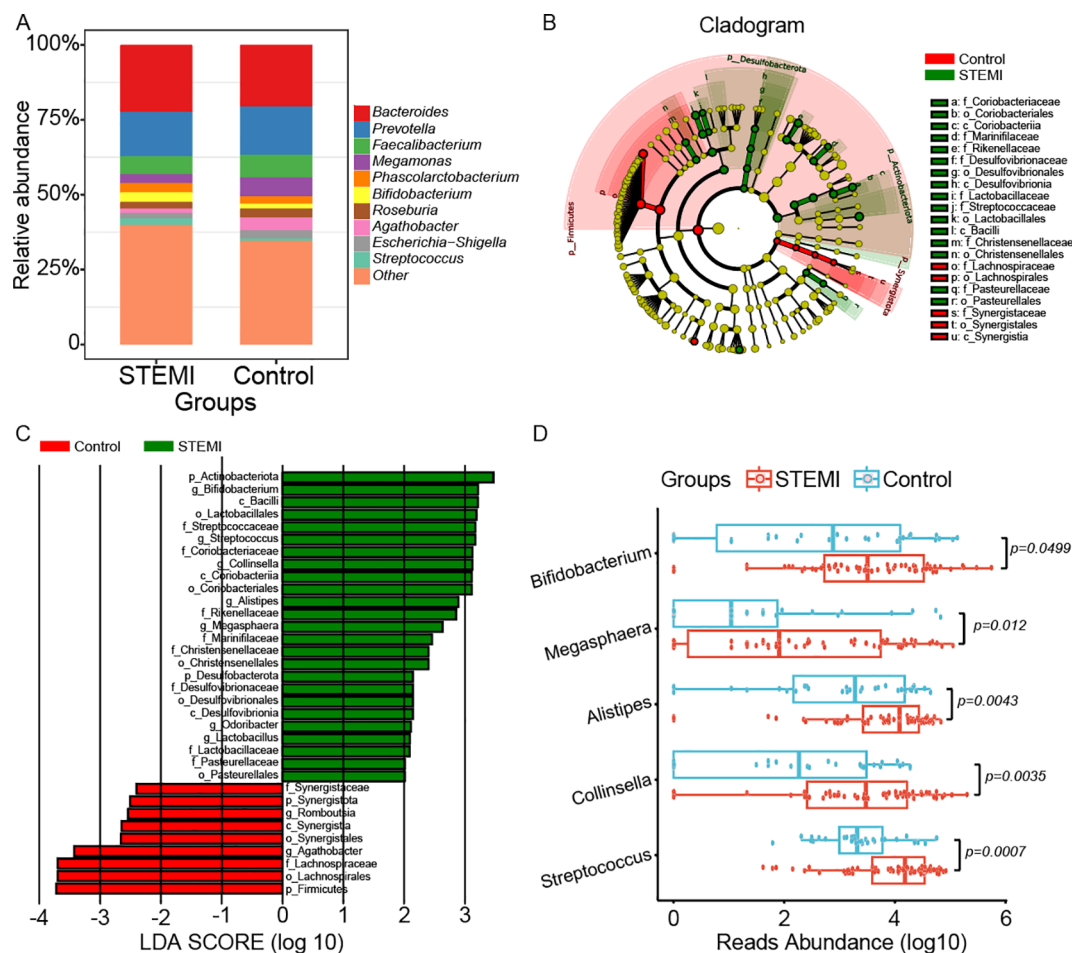 A
100%
75%
50%
25%
0
Relative abundance
STEMI
Control
Groups
Bacteroides
Prevotella
Faecalibacterium
Megamonas
Phascolarctobacterium
Bifidobacterium
Roseburia
Agathobacter
Escherichia−Shigella
Streptococcus
Other
B
Cladogram
Control
STEMI
p__Desulfobacterota
p__Actinobacteriota
p__Synergistota
p__Firmicutes
a: f_Coriobacteriaceae
b: o_Coriobacteriales
c: c_Coriobacteriia
d: f_Marinifilaceae
e: f_Rikenellaceae
f: f_Desulfovibrionaceae
g: o_Desulfovibrionales
h: c_Desulfovibrionia
i: f_Lactobacillaceae
j: f_Streptococcaceae
k: o_Lactobacillales
l: c_Bacilli
m: f_Christensenellaceae
n: o_Christensenellales
o: f_Lachnospiraceae
p: o_Lachnospirales
q: f_Pasteurellaceae
r: o_Pasteurellales
s: f_Synergistaceae
t: o_Synergistales
u: c_Synergistia
C
Control
STEMI
p_Actinobacteriota
g_Bifidobacterium
c_Bacilli
o_Lactobacillales
f_Streptococcaceae
g_Streptococcus
f_Coriobacteriaceae
g_Collinsella
c_Coriobacteriia
o_Coriobacteriales
g_Alistipes
f_Rikenellaceae
g_Megasphaera
f_Marinifilaceae
f_Christensenellaceae
o_Christensenellales
p_Desulfobacterota
f_Desulfovibrionaceae
o_Desulfovibrionales
c_Desulfovibrionia
g_Odoribacter
g_Lactobacillus
f_Lactobacillaceae
f_Pasteurellaceae
o_Pasteurellales
f_Synergistaceae
p_Synergistota
g_Romboutsia
c_Synergistia
o_Synergistales
g_Agathobacter
f_Lachnospiraceae
o_Lachnospirales
p_Firmicutes
-4 -3 -2 -1 0 1 2 3
LDA SCORE (log 10)
D
Groups STEMI Control
Bifidobacterium
p=0.0499
Megasphaera
p=0.012
Alistipes
p=0.0043
Collinsella
p=0.0035
Streptococcus
p=0.0007
0 2 4 6
Reads Abundance (log10)